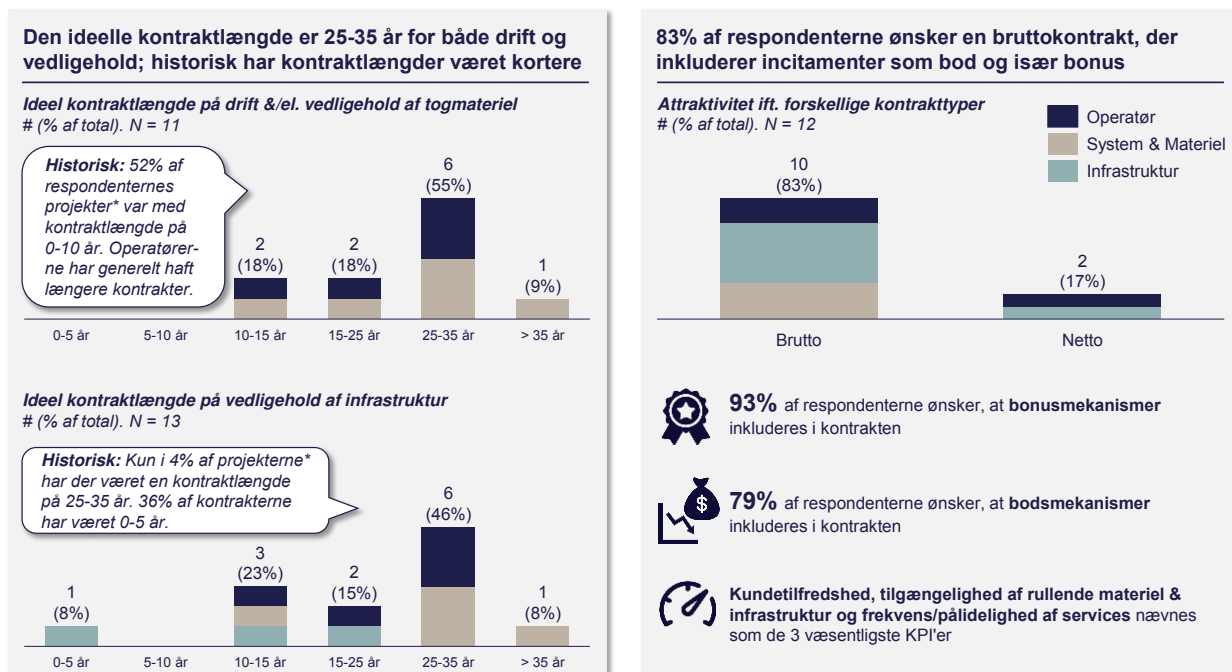 Den ideelle kontraktlængde er 25-35 år for både drift og
vedligehold; historisk har kontraktlængder været kortere
Ideel kontraktlængde på drift &/el. vedligehold af togmateriel
# (% af total). N = 11
Historisk: 52% af
respondenternes
projekter* var med
kontraktlængde på
0-10 år. Operatører-
ne har generelt haft
længere kontrakter.
2
(18%)
2
(18%)
6
(55%)
1
(9%)
0-5 år
5-10 år
10-15 år
15-25 år
25-35 år
> 35 år
Ideel kontraktlængde på vedligehold af infrastruktur
# (% af total). N = 13
Historisk: Kun i 4% af projekterne*
har der været en kontraktlængde
på 25-35 år. 36% af kontrakterne
har været 0-5 år.
1
(8%)
3
(23%)
2
(15%)
6
(46%)
1
(8%)
0-5 år
5-10 år
10-15 år
15-25 år
25-35 år
> 35 år
83% af respondenterne ønsker en bruttokontrakt, der
inkluderer incitamenter som bod og især bonus
Attraktivitet ift. forskellige kontrakttyper
# (% af total). N = 12
Operatør
System & Materiel
Infrastruktur
10
(83%)
2
(17%)
Brutto
Netto
93% af respondenterne ønsker, at bonusmekanismer
inkluderes i kontrakten
$
79% af respondenterne ønsker, at bodsmekanismer
inkluderes i kontrakten
Kundetilfredshed, tilgængelighed af rullende materiel &
infrastruktur og frekvens/pålidelighed af services nævnes
som de 3 væsentligste KPI'er